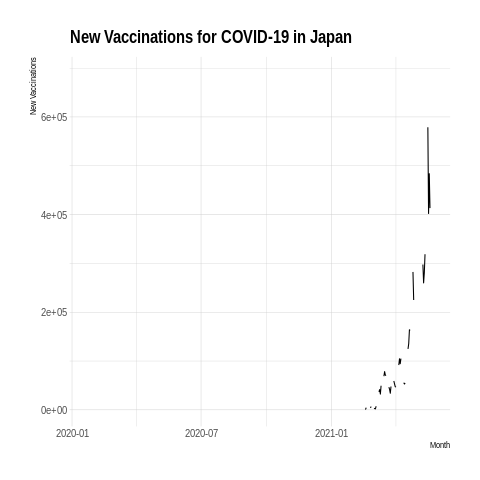 New Vaccinations for COVID-19 in Japan
New Vaccinations
6e+05
4e+05
2e+05
0e+00
2020-01
2020-07
2021-01
Month